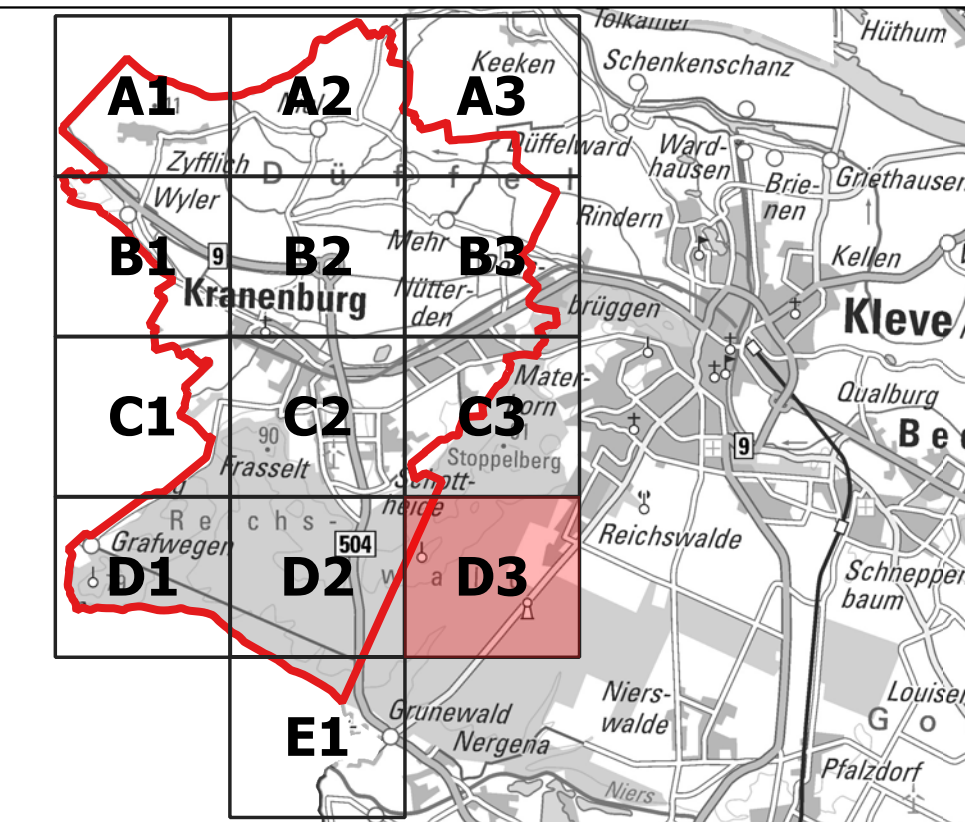 Tolkamer
Hüthum
Keeken
Schenkenschanz
A1
A2
A3
Niel
Düffelward
Ward-
hausen
Zyfflich
D ü f f e l
Brie-
nen
Griethausen
Wyler
Rindern
Mehr
Kellen
B1
9
B2
B3
Kranenburg
Nütter-
den
brüggen
Kleve
Mater-
born
Qualburg
C1
C2
C3
90
Frasselt
Stoppelberg
9
Schott-
heide
R e i c h s -
Grafwegen
504
Reichswalde
w a l d
D1
D2
D3
Schneppen
baum
Niers-
walde
Louisen
G o
Grunewald
E1
Nergena
Pfalzdorf
Niers